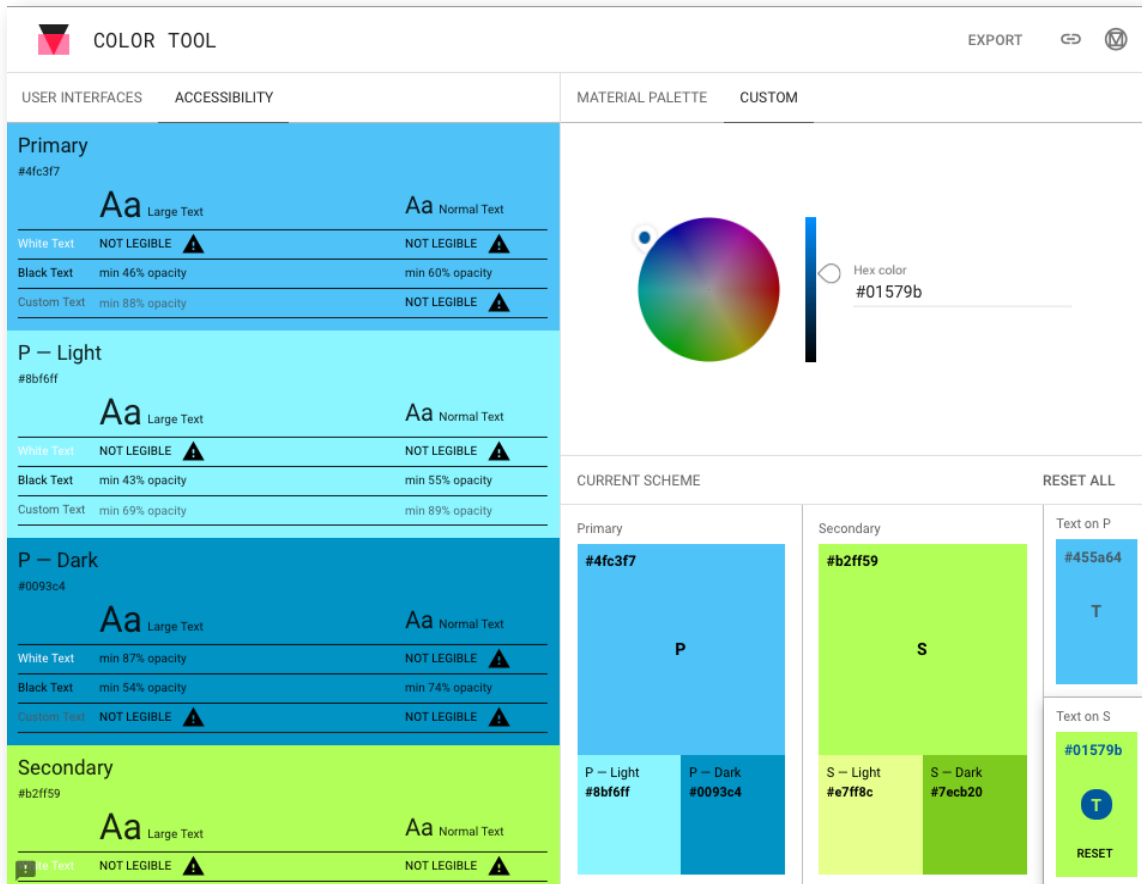 COLOR TOOL
EXPORT
USER INTERFACES ACCESSIBILITY
Primary
#4fc3f7
Aa Large Text Aa Normal Text
White Text NOT LEGIBLE NOT LEGIBLE
Black Text min 46% opacity min 60% opacity
Custom Text min 88% opacity NOT LEGIBLE
P — Light
#8bf6ff
Aa Large Text Aa Normal Text
White Text NOT LEGIBLE NOT LEGIBLE
Black Text min 43% opacity min 55% opacity
Custom Text min 69% opacity min 89% opacity
P — Dark
#0093c4
Aa Large Text Aa Normal Text
White Text min 87% opacity NOT LEGIBLE
Black Text min 54% opacity min 74% opacity
Custom Text NOT LEGIBLE NOT LEGIBLE
Secondary
#b2ff59
Aa Large Text Aa Normal Text
Text NOT LEGIBLE NOT LEGIBLE
MATERIAL PALETTE CUSTOM
Hex color
#01579b
CURRENT SCHEME RESET ALL
Primary
#4fc3f7
P
P — Light
#8bf6ff
P — Dark
#0093c4
Secondary
#b2ff59
S
S — Light
#e7ff8c
S — Dark
#7ecb20
Text on P
#455a64
T
Text on S
#01579b
T
RESET